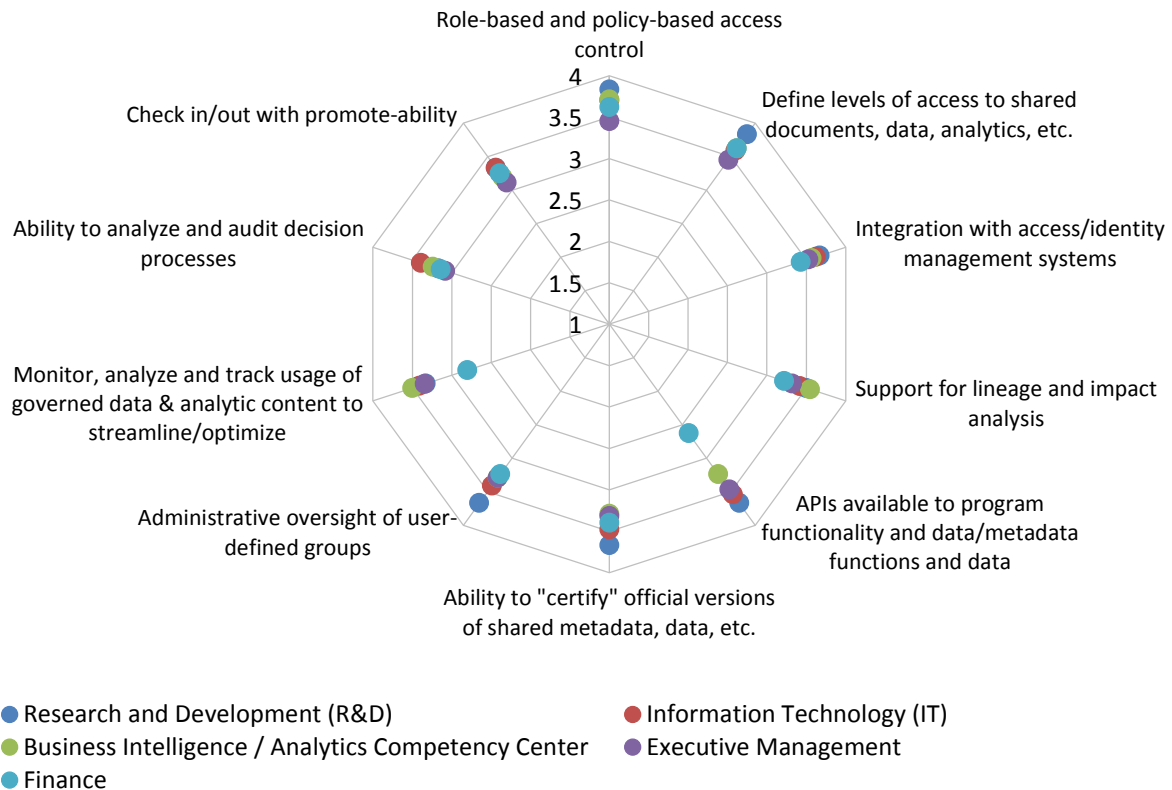 Role-based and policy-based access
control
Define levels of access to shared
documents, data, analytics, etc.
Integration with access/identity
management systems
Support for lineage and impact
analysis
APIs available to program
functionality and data/metadata
functions and data
Ability to "certify" official versions
of shared metadata, data, etc.
Administrative oversight of user-
defined groups
Monitor, analyze and track usage of
governed data & analytic content to
streamline/optimize
Ability to analyze and audit decision
processes
Check in/out with promote-ability
4
3.5
3
2.5
2
1.5
1
Research and Development (R&D)
Information Technology (IT)
Business Intelligence / Analytics Competency Center
Executive Management
Finance